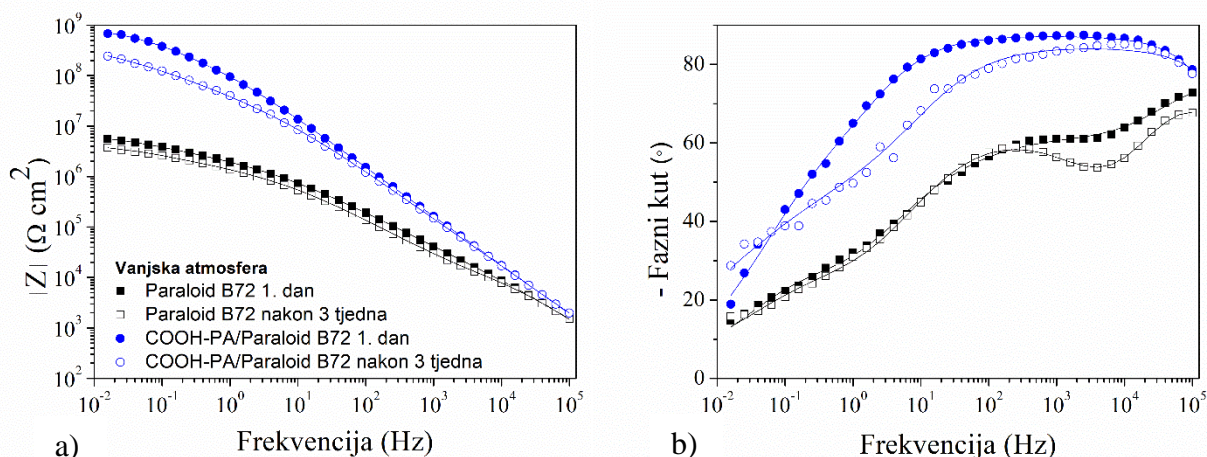 10^9
10^8
10^7
10^6
10^5
10^4
10^3
10^2
|Z| (Ω cm^2)
Vanjska atmosfera
Paraloid B72 1. dan
Paraloid B72 nakon 3 tjedna
COOH-PA/Paraloid B72 1. dan
COOH-PA/Paraloid B72 nakon 3 tjedna
10^-2 10^-1 10^0 10^1 10^2 10^3 10^4 10^5
a) Frekvencija (Hz)
80
60
40
20
0
- Fazni kut (°)
10^-2 10^-1 10^0 10^1 10^2 10^3 10^4 10^5
b) Frekvencija (Hz)